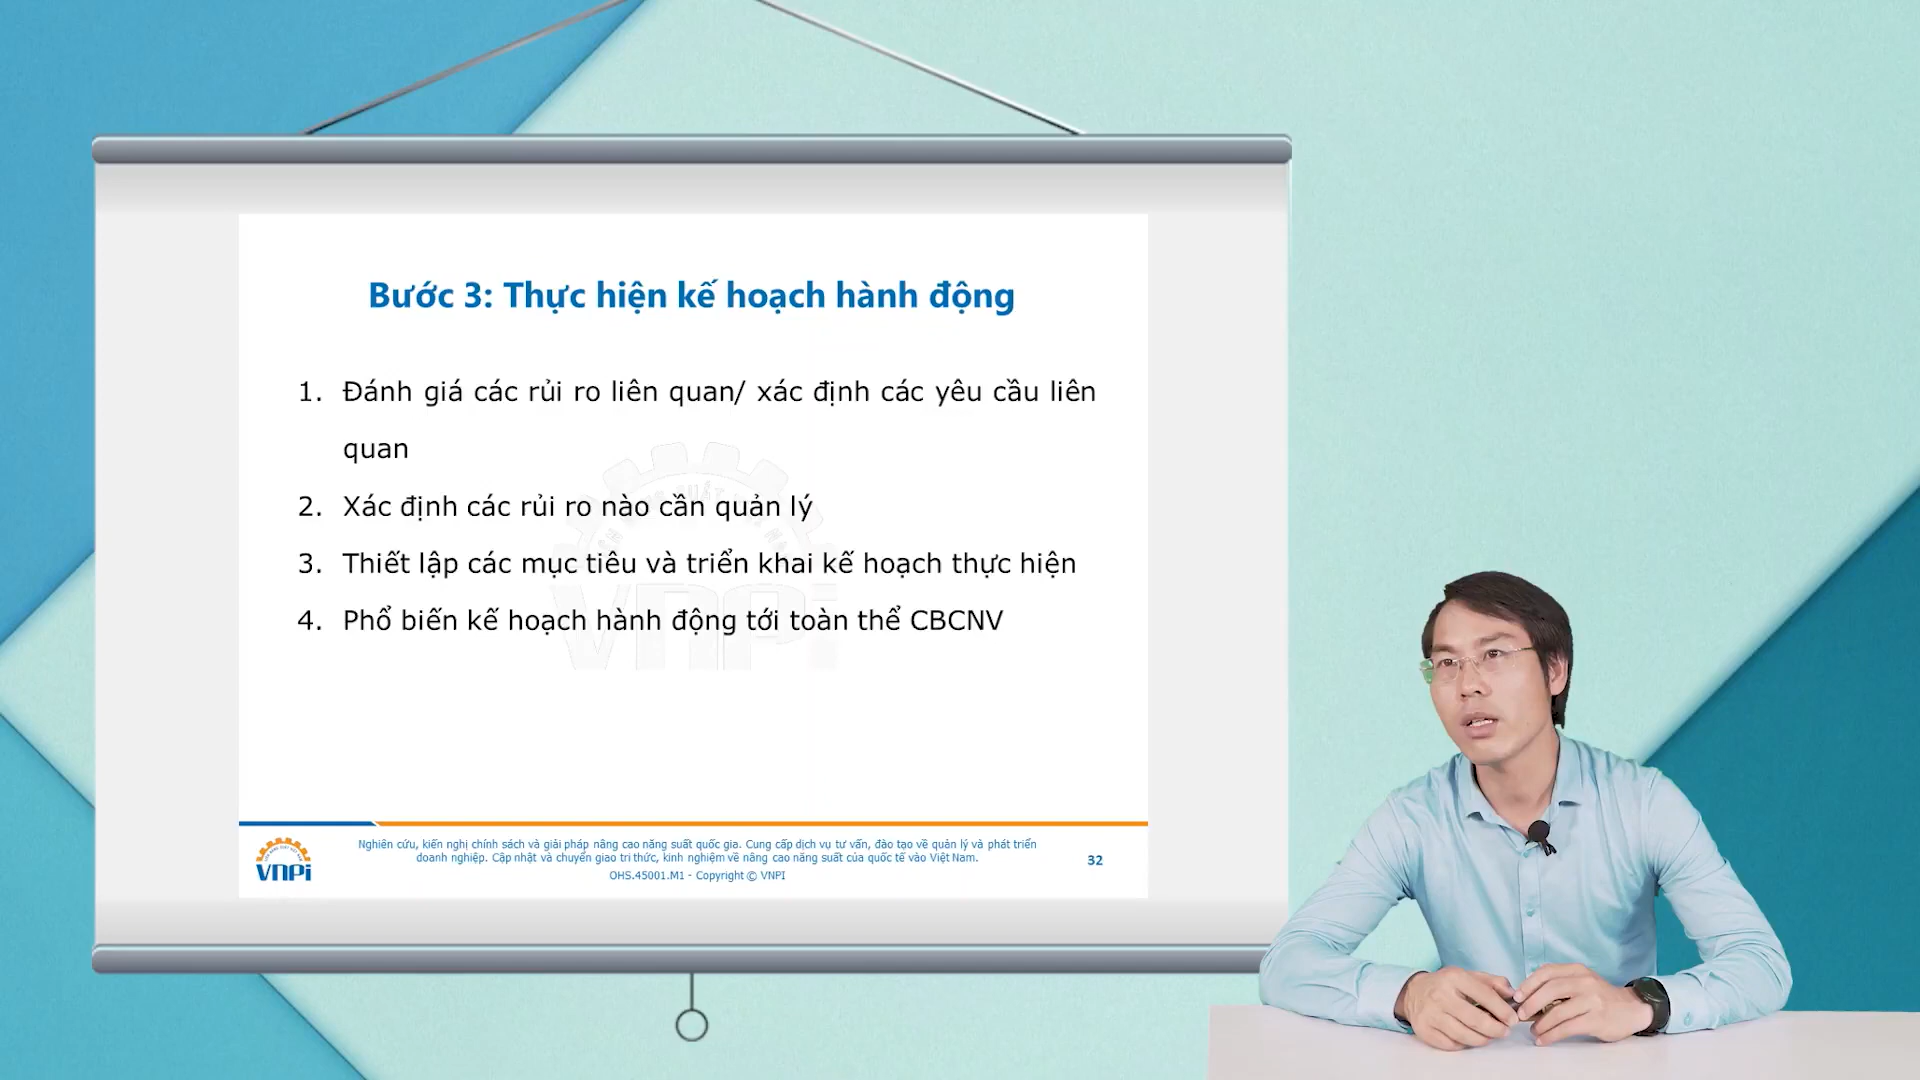 Bước 3: Thực hiện kế hoạch hành động
1. Đánh giá các rủi ro liên quan/ xác định các yêu cầu liên
quan
2. Xác định các rủi ro nào cần quản lý
3. Thiết lập các mục tiêu và triển khai kế hoạch thực hiện
4. Phổ biến kế hoạch hành động tới toàn thể CBCNV
VNPi
Nghiên cứu, kiến nghị chính sách và giải pháp nâng cao năng suất quốc gia. Cung cấp dịch vụ tư vấn, đào tạo về quản lý và phát triển
doanh nghiệp. Cập nhật và chuyển giao tri thức, kinh nghiệm về nâng cao năng suất của quốc tế vào Việt Nam.
OHS.45001.M1 - Copyright © VNPI
32
VNPi